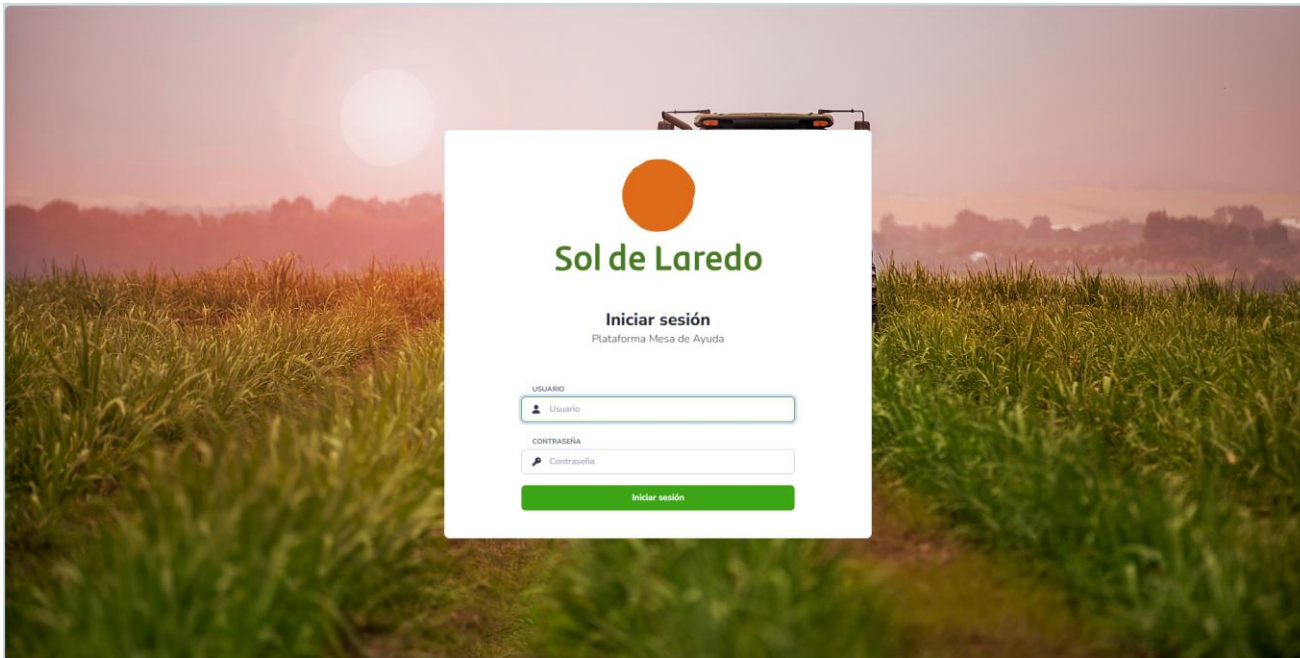 Sol de Laredo
Iniciar sesión
Plataforma Mesa de Ayuda
USUARIO
Usuario
CONTRASEÑA
Contraseña
Iniciar sesión